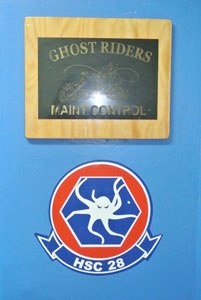 GHOST RIDERS
MAINT CONTROL
HSC 28